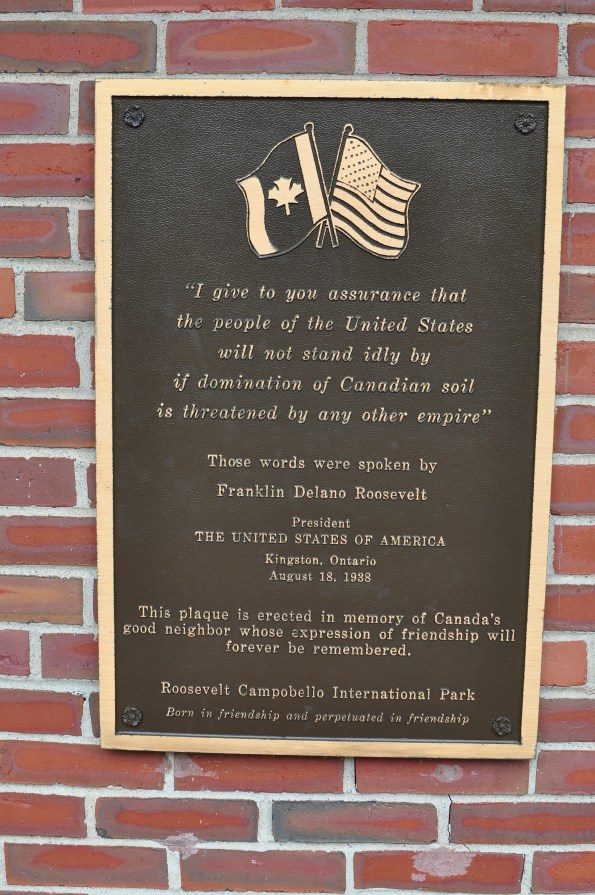 “I give to you assurance that
the people of the United States
will not stand idly by
if domination of Canadian soil
is threatened by any other empire”
Those words were spoken by
Franklin Delano Roosevelt
President
THE UNITED STATES OF AMERICA
Kingston, Ontario
August 18, 1938
This plaque is erected in memory of Canada's
good neighbor whose expression of friendship will
forever be remembered.
Roosevelt Campobello International Park
Born in friendship and perpetuated in friendship